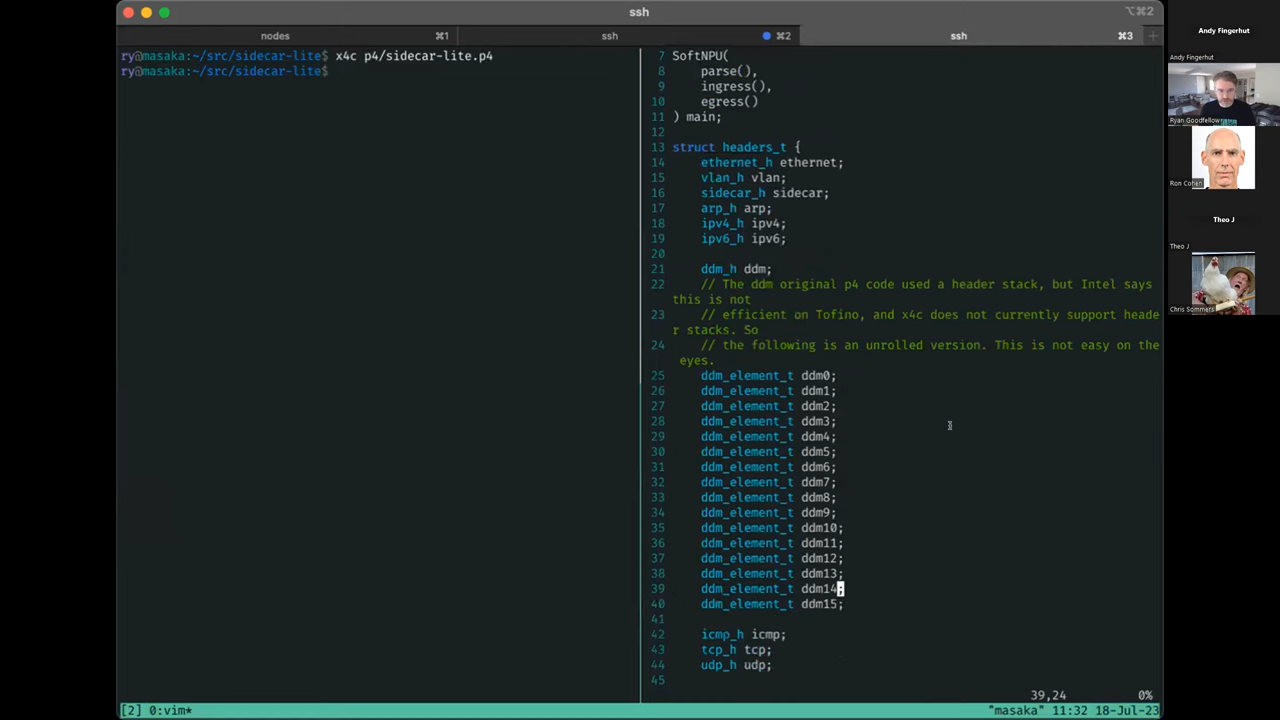 ssh
⌥⌘2
nodes ⌘1
ssh ⌘2
ssh ⌘3
ry@masaka:~/src/sidecar-lite$ x4c p4/sidecar-lite.p4
ry@masaka:~/src/sidecar-lite$
7 SoftNPU(
8 parse(),
9 ingress(),
10 egress()
11 ) main;
12
13 struct headers_t {
14 ethernet_h ethernet;
15 vlan_h vlan;
16 sidecar_h sidecar;
17 arp_h arp;
18 ipv4_h ipv4;
19 ipv6_h ipv6;
20
21 ddm_h ddm;
22 // The ddm original p4 code used a header stack, but Intel says
this is not
23 // efficient on Tofino, and x4c does not currently support heade
r stacks. So
24 // the following is an unrolled version. This is not easy on the
eyes.
25 ddm_element_t ddm0;
26 ddm_element_t ddm1;
27 ddm_element_t ddm2;
28 ddm_element_t ddm3;
29 ddm_element_t ddm4;
30 ddm_element_t ddm5;
31 ddm_element_t ddm6;
32 ddm_element_t ddm7;
33 ddm_element_t ddm8;
34 ddm_element_t ddm9;
35 ddm_element_t ddm10;
36 ddm_element_t ddm11;
37 ddm_element_t ddm12;
38 ddm_element_t ddm13;
39 ddm_element_t ddm14;
40 ddm_element_t ddm15;
41
42 icmp_h icmp;
43 tcp_h tcp;
44 udp_h udp;
45
39,24 0%
[2] 0:vim* "masaka" 11:32 18-Jul-23
Andy Fingerhut
Andy Fingerhut
Ryan Goodfellow
Ron Cohen
Theo J
Theo J
Chris Sommers